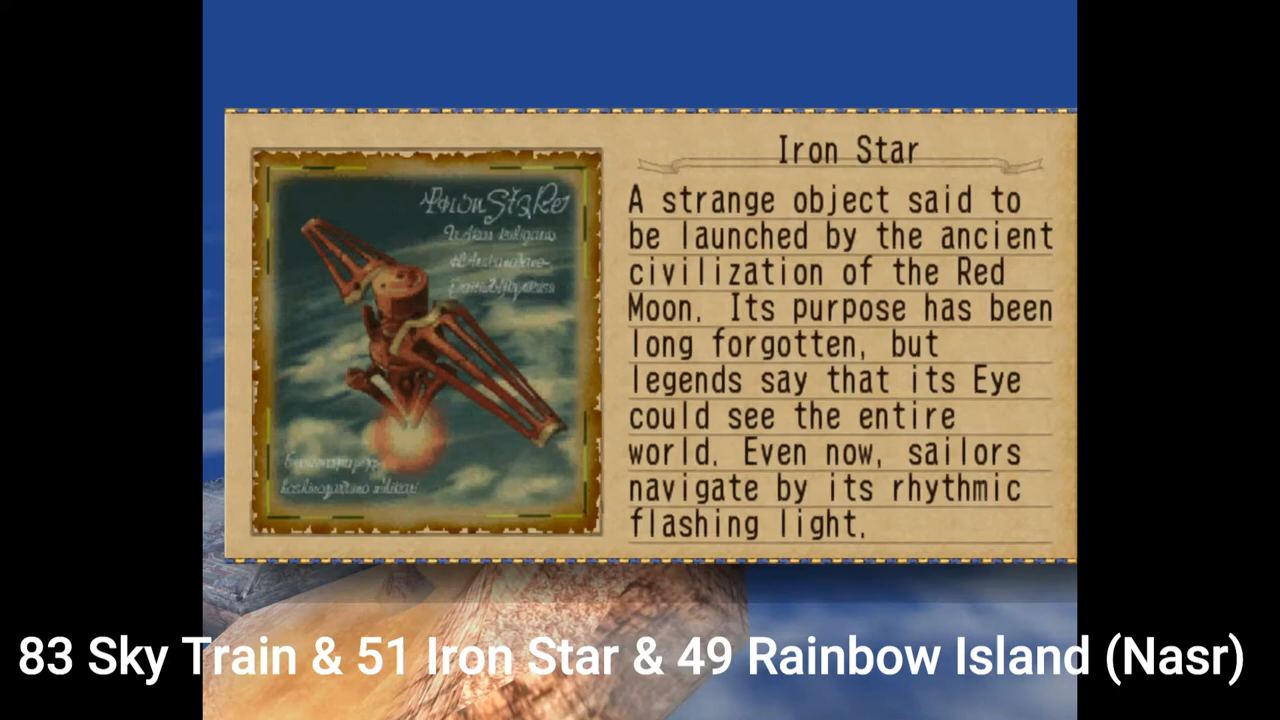 Iron Star
A strange object said to
be launched by the ancient
civilization of the Red
Moon. Its purpose has been
long forgotten, but
legends say that its Eye
could see the entire
world. Even now, sailors
navigate by its rhythmic
flashing light.
83 Sky Train & 51 Iron Star & 49 Rainbow Island (Nasr)